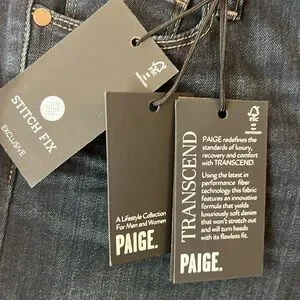 STITCH FIX
EXCLUSIVE
A Lifestyle Collection
For Men and Women
PAIGE.
TRANSCEND
FSC
PAIGE redefines the
standards of luxury,
recovery and comfort
with TRANSCEND.
Using the latest in
performance fiber
technology this fabric
features an innovative
formula that yields
luxuriously soft denim
that won't stretch out
and will turn heads
with its flawless fit.
PAIGE.